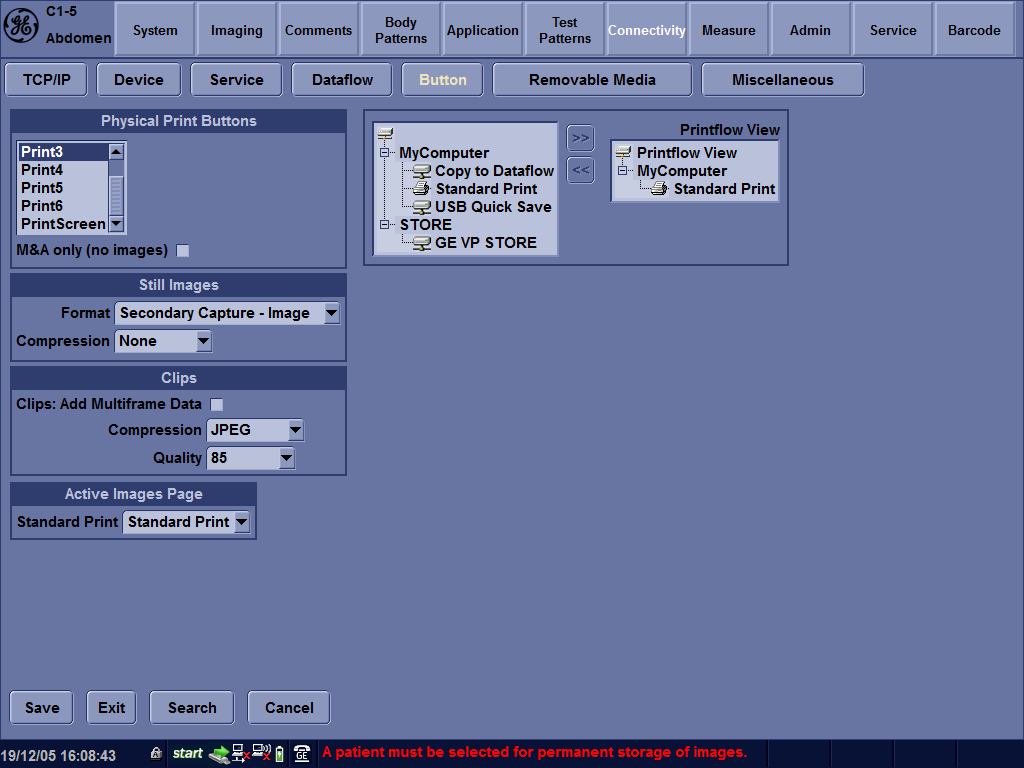 C1-5
Abdomen
System
Imaging
Comments
Body
Patterns
Application
Test
Patterns
Connectivity
Measure
Admin
Service
Barcode
TCP/IP
Device
Service
Dataflow
Button
Removable Media
Miscellaneous
Physical Print Buttons
Print3
Print4
Print5
Print6
PrintScreen
M&A only (no images)
MyComputer
Copy to Dataflow
Standard Print
USB Quick Save
STORE
GE VP STORE
>>
<<
Printflow View
Printflow View
MyComputer
Standard Print
Still Images
Format Secondary Capture - Image
Compression None
Clips
Clips: Add Multiframe Data
Compression JPEG
Quality 85
Active Images Page
Standard Print Standard Print
Save
Exit
Search
Cancel
19/12/05 16:08:43
start
GE
A patient must be selected for permanent storage of images.